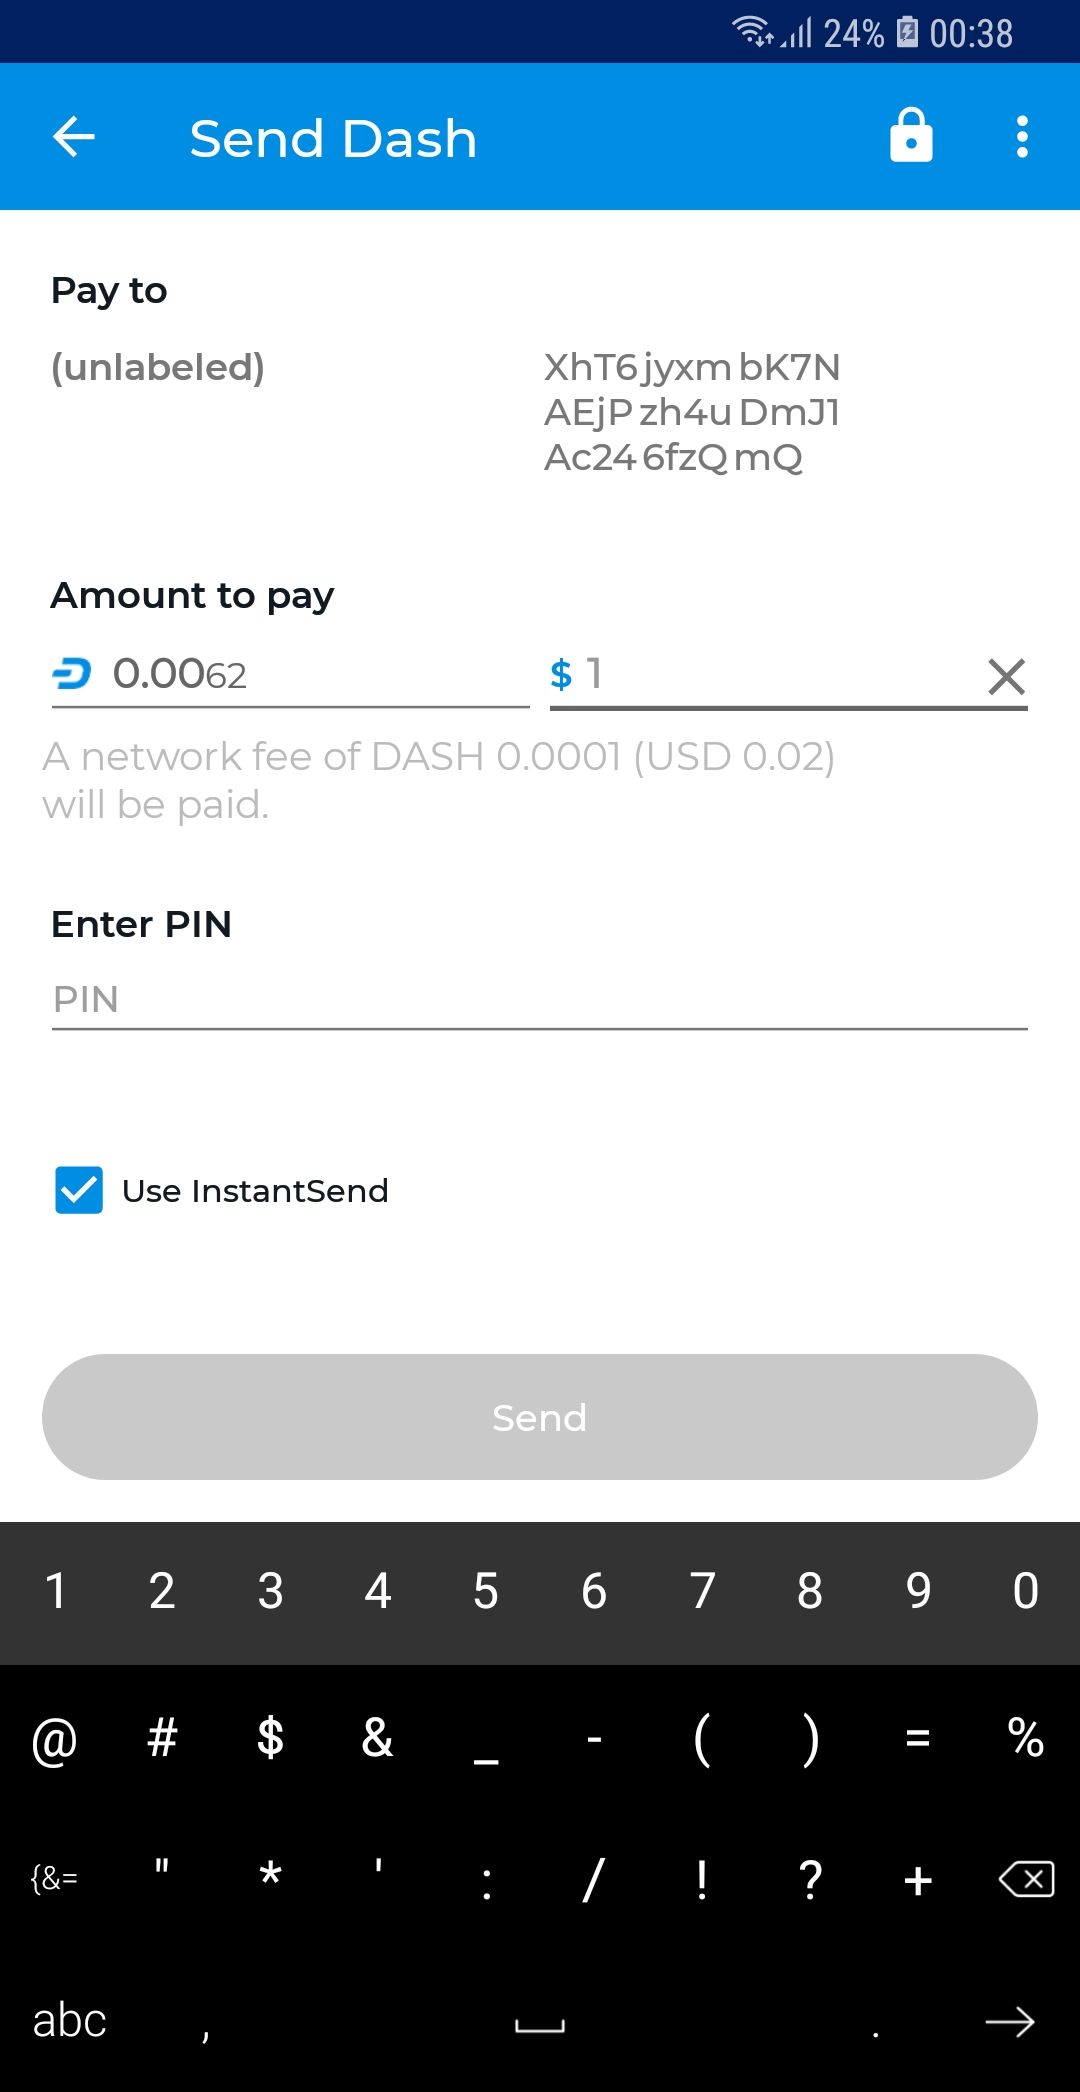 24% 00:38
Send Dash
Pay to
(unlabeled)
XhT6 jyxm bK7N
AEjP zh4u DmJ1
Ac24 6fzQ mQ
Amount to pay
0.0062 $ 1
A network fee of DASH 0.0001 (USD 0.02)
will be paid.
Enter PIN
PIN
Use InstantSend
Send
1 2 3 4 5 6 7 8 9 0
@ # $ & _ - ( ) = %
{&= " * ' : / ! ? +
abc , .